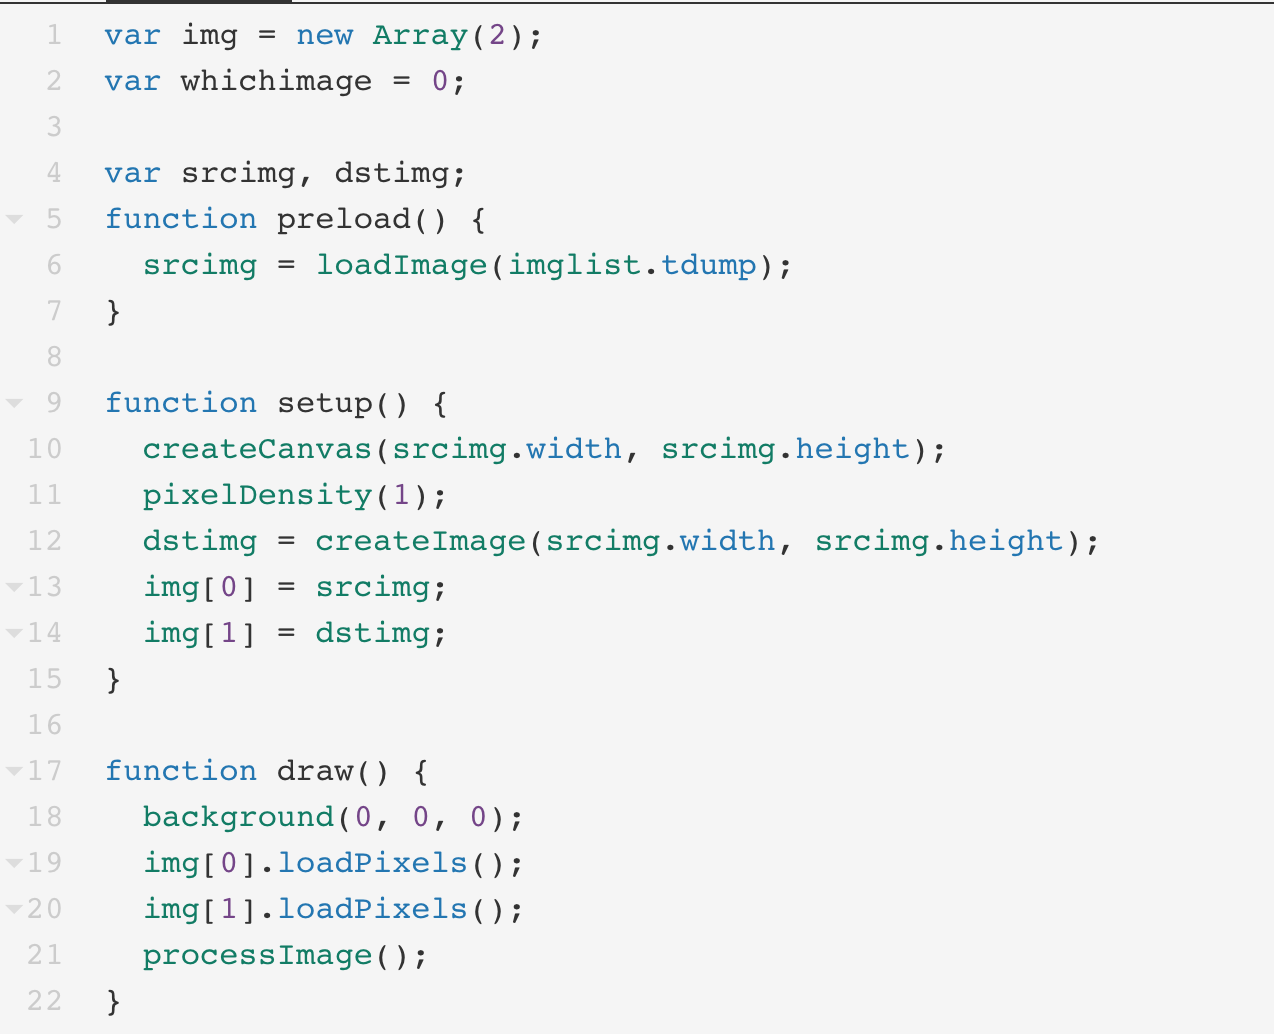 1 var img = new Array(2);
2 var whichimage = 0;
3
4 var srcimg, dstimg;
5 function preload() {
6   srcimg = loadImage(imglist.tdump);
7 }
8
9 function setup() {
10   createCanvas(srcimg.width, srcimg.height);
11   pixelDensity(1);
12   dstimg = createImage(srcimg.width, srcimg.height);
13   img[0] = srcimg;
14   img[1] = dstimg;
15 }
16
17 function draw() {
18   background(0, 0, 0);
19   img[0].loadPixels();
20   img[1].loadPixels();
21   processImage();
22 }